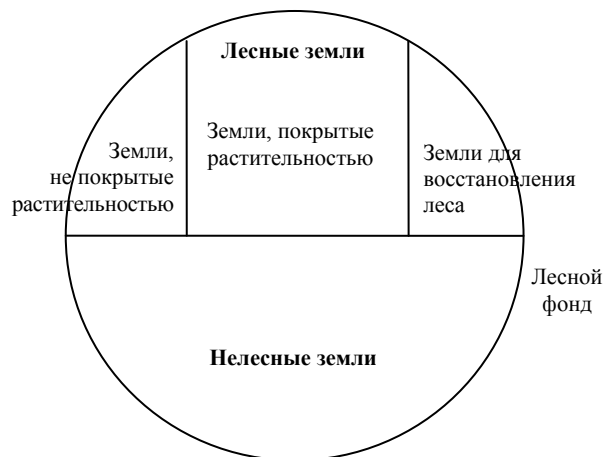 Лесные земли
Земли,
не покрытые
растительностью
Земли, покрытые
растительностью
Земли для
восстановления
леса
Лесной
фонд
Нелесные земли